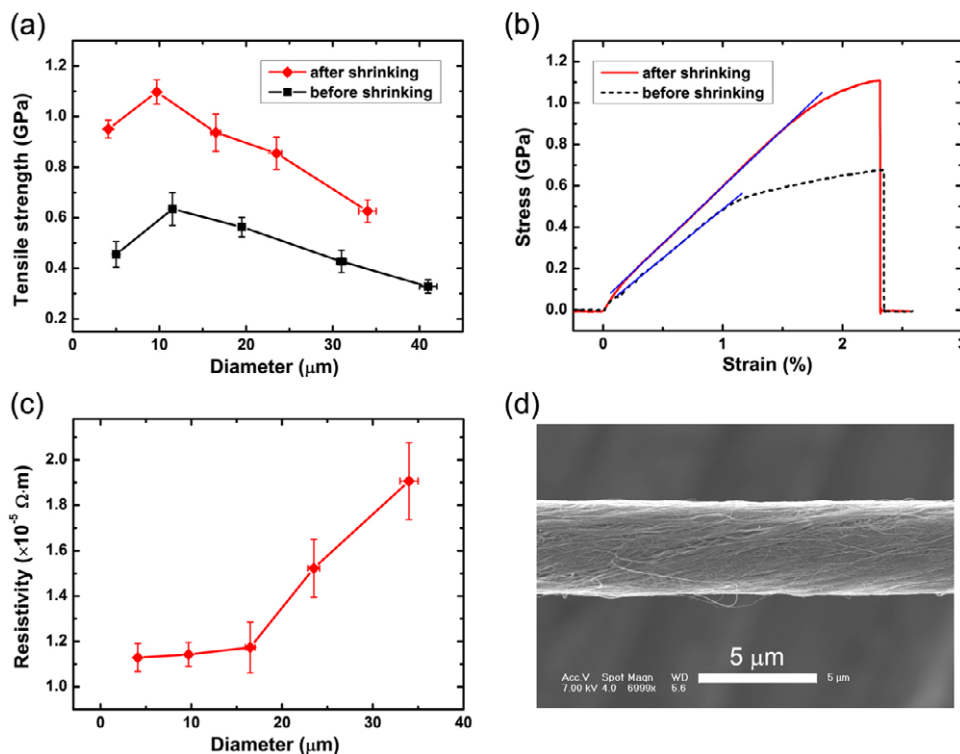 (a)
after shrinking
before shrinking
Tensile strength (GPa)
1.2
1.0
0.8
0.6
0.4
0.2
0 10 20 30 40
Diameter (μm)
(b)
after shrinking
before shrinking
Stress (GPa)
1.2
1.0
0.8
0.6
0.4
0.2
0.0
0 1 2 3
Strain (%)
(c)
Resistivity (×10⁻⁵ Ω·m)
2.0
1.8
1.6
1.4
1.2
1.0
0 10 20 30 40
Diameter (μm)
(d)
5 μm
Acc.V Spot Magn WD
7.00 kV 4.0 6999x 5.6
5 μm